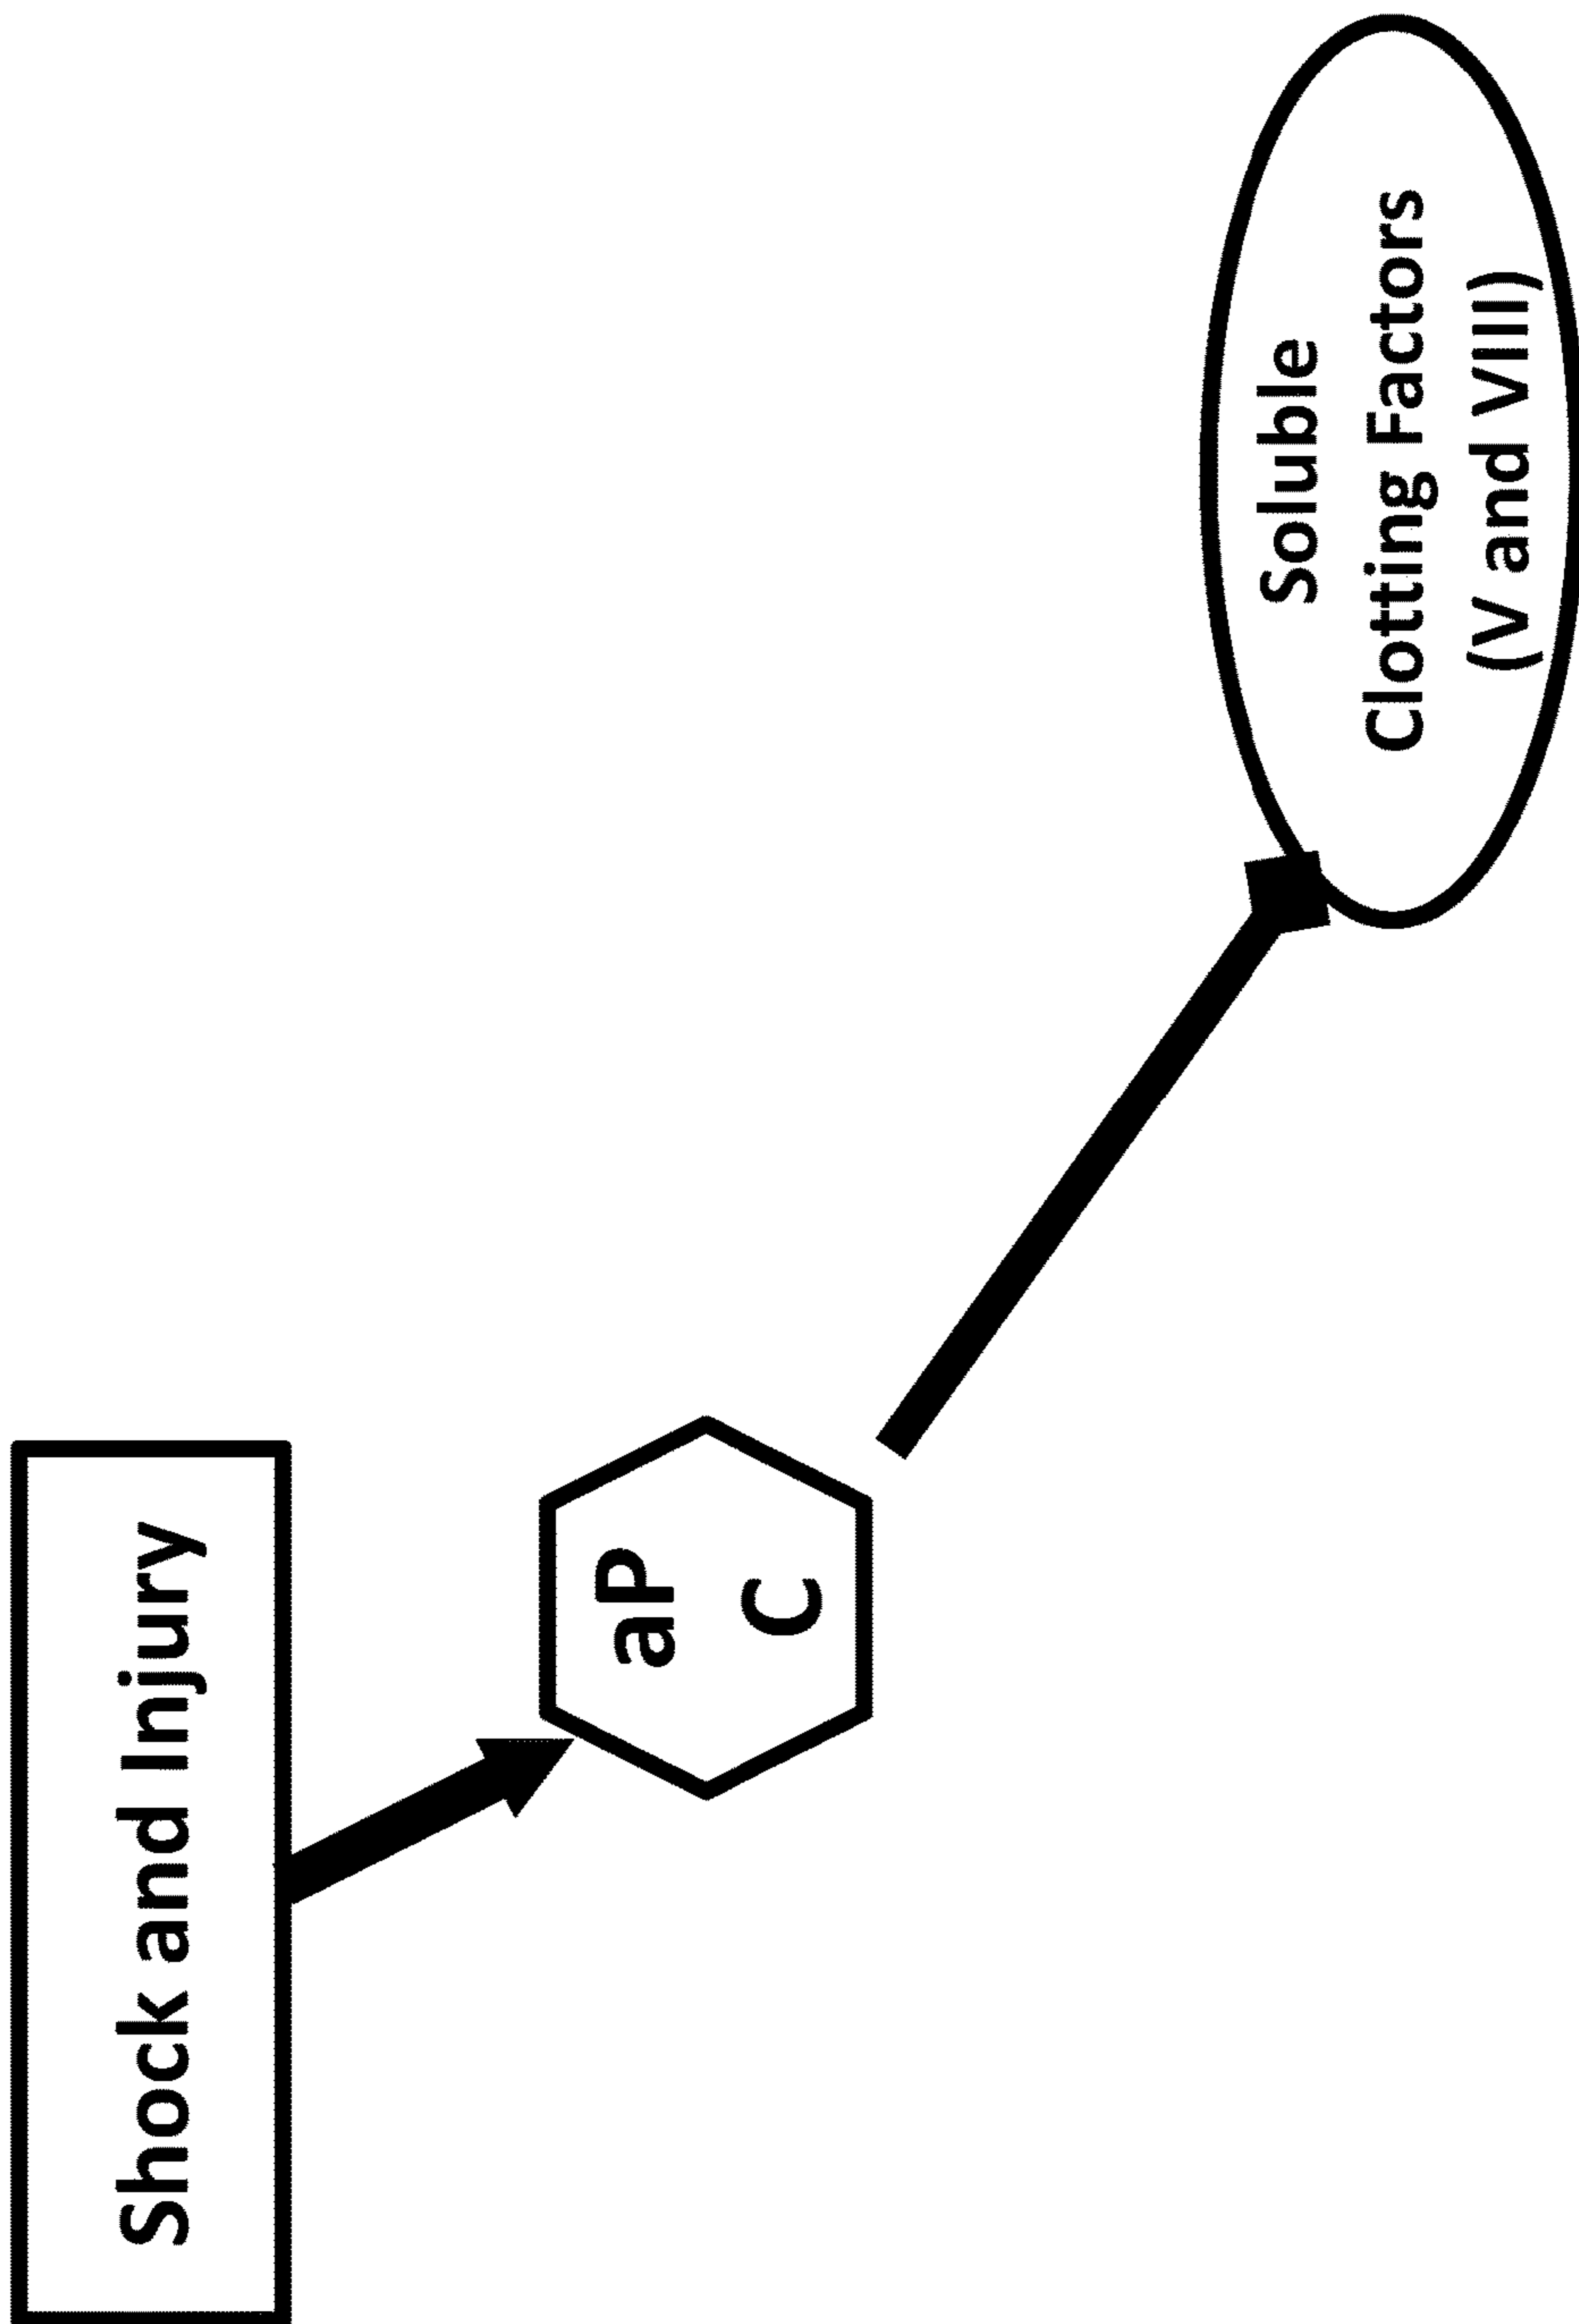 Shock and Injury
aP
C
Soluble
Clotting Factors
(V and VIII)